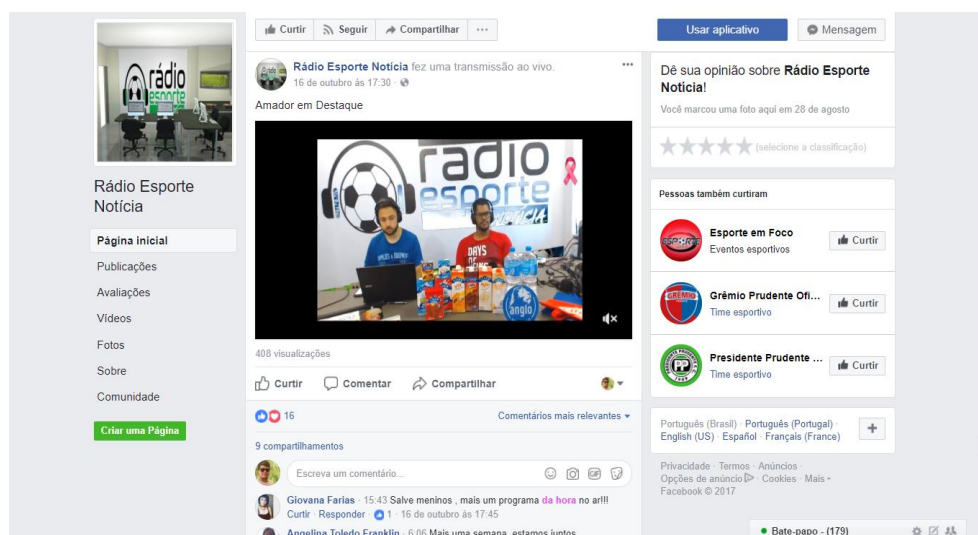 Curtir Seguir Compartilhar ...
Usar aplicativo Mensagem
rádio
esporte
Rádio Esporte
Notícia
Página inicial
Publicações
Avaliações
Vídeos
Fotos
Sobre
Comunidade
Criar uma Página
Rádio Esporte Notícia fez uma transmissão ao vivo.
16 de outubro às 17:30 ·
Amador em Destaque
rádio
esporte
NOTÍCIA
DAYS
anglo
408 visualizações
Curtir Comentar Compartilhar
16 Comentários mais relevantes
9 compartilhamentos
Escreva um comentário...
GIF
Giovana Farias · 15:43 Salve meninos , mais um programa da hora no ar!!!
Curtir · Responder · 1 · 16 de outubro às 17:45
Angelina Toledo Franklin · 6:06 Mais uma semana, estamos juntos
Dê sua opinião sobre Rádio Esporte
Notícia!
Você marcou uma foto aqui em 28 de agosto
(selecione a classificação)
Pessoas também curtiram
Esporte em Foco
Eventos esportivos
Curtir
GRÊMIO
Grêmio Prudente Ofi...
Time esportivo
Curtir
PP
Presidente Prudente ...
Time esportivo
Curtir
Português (Brasil) · Português (Portugal) ·
English (US) · Español · Français (France)
+
Privacidade · Termos · Anúncios ·
Opções de anúncio · Cookies · Mais
Facebook © 2017
Bate-papo - (179)